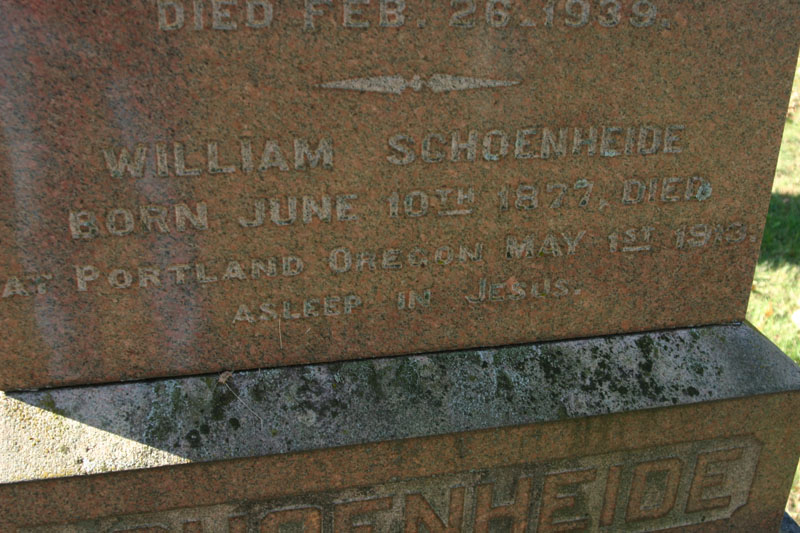 DIED FEB. 26. 1939.
WILLIAM SCHOENHEIDE
BORN JUNE 10TH 1877, DIED
AT PORTLAND OREGON MAY 1ST 1913.
ASLEEP IN JESUS.
SCHOENHEIDE